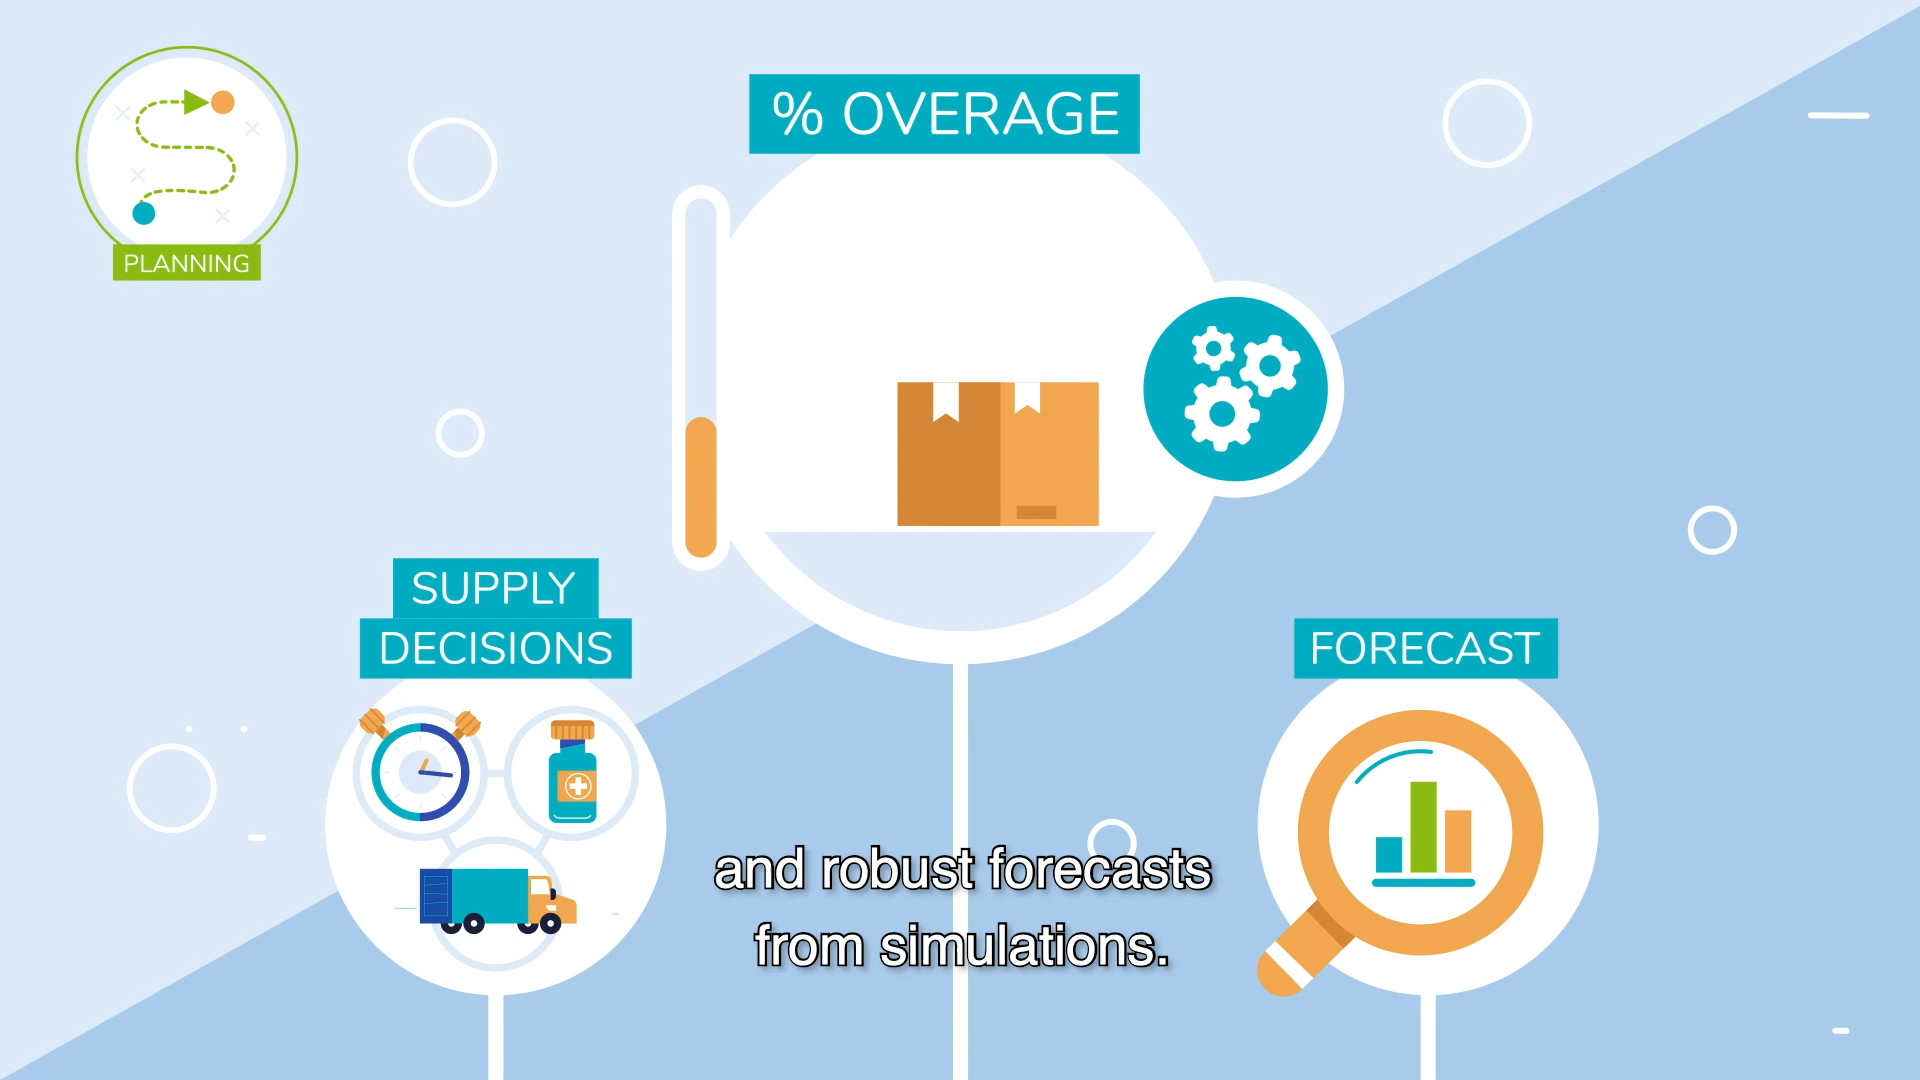 % OVERAGE
PLANNING
SUPPLY
DECISIONS
FORECAST
and robust forecasts
from simulations.